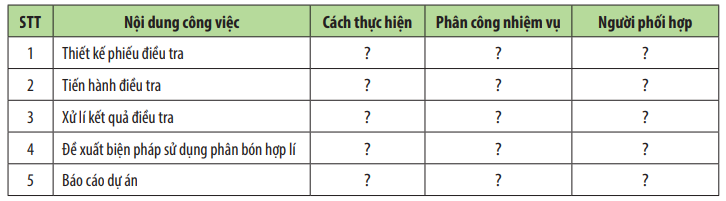 STT Nội dung công việc Cách thực hiện Phân công nhiệm vụ Người phối hợp
1 Thiết kế phiếu điều tra ? ? ?
2 Tiến hành điều tra ? ? ?
3 Xử lí kết quả điều tra ? ? ?
4 Đề xuất biện pháp sử dụng phân bón hợp lí ? ? ?
5 Báo cáo dự án ? ? ?